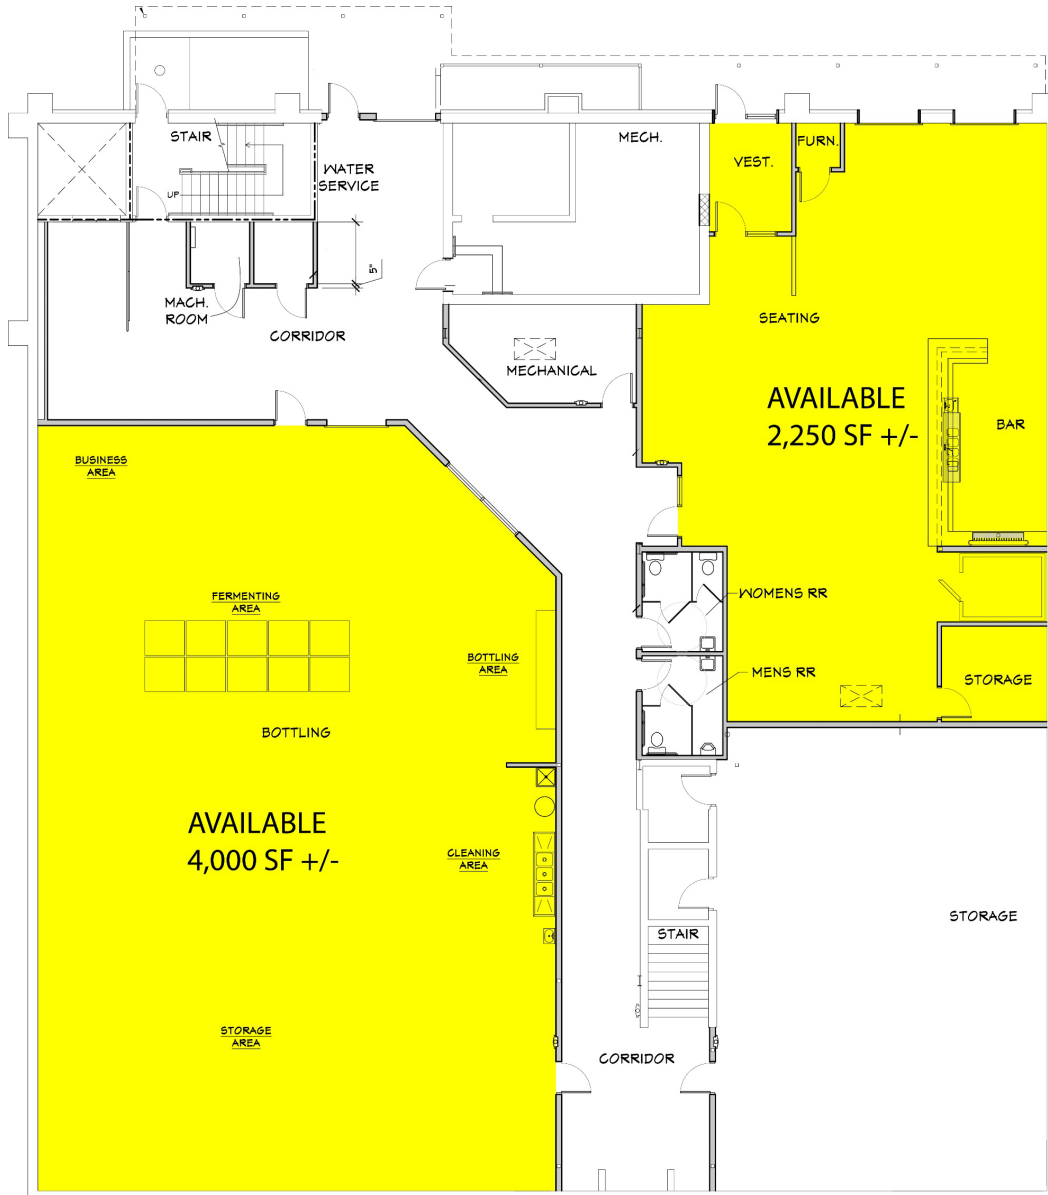 STAIR
UP
WATER
SERVICE
MECH.
VEST.
FURN.
5"
MACH.
ROOM
CORRIDOR
SEATING
MECHANICAL
AVAILABLE
2,250 SF +/-
BAR
BUSINESS
AREA
FERMENTING
AREA
WOMENS RR
BOTTLING
AREA
MENS RR
STORAGE
BOTTLING
AVAILABLE
4,000 SF +/-
CLEANING
AREA
STORAGE
STAIR
STORAGE
AREA
CORRIDOR